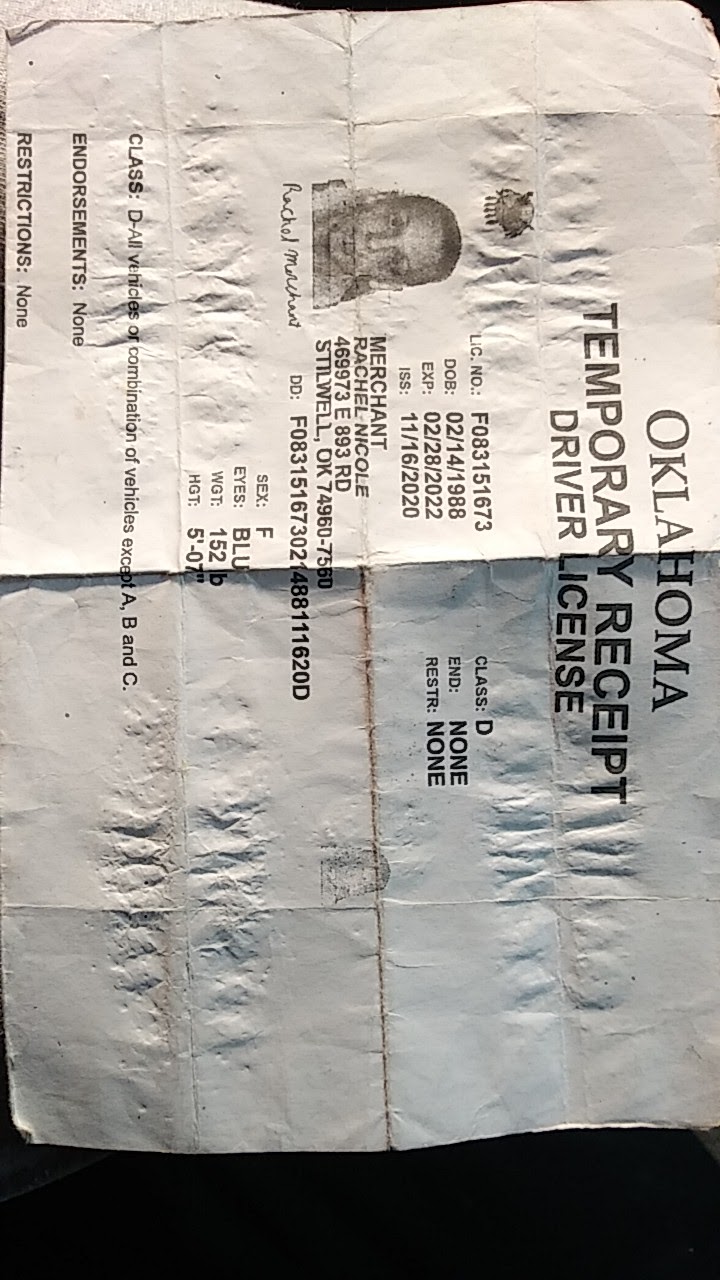 OKLAHOMA
TEMPORARY RECEIPT
DRIVER LICENSE
LIC. NO.: F083151673 CLASS: D
DOB: 02/14/1988 END: NONE
EXP: 02/28/2022 RESTR: NONE
ISS: 11/16/2020
MERCHANT
RACHEL NICOLE
469973 E 893 RD
STILWELL, OK 74960-7560
DD: F083151673021488111620D
Rachel Merchant
SEX: F
EYES: BLU
WGT: 152 lb
HGT: 5'-07"
CLASS: D-All vehicles or combination of vehicles except A, B and C.
ENDORSEMENTS: None
RESTRICTIONS: None